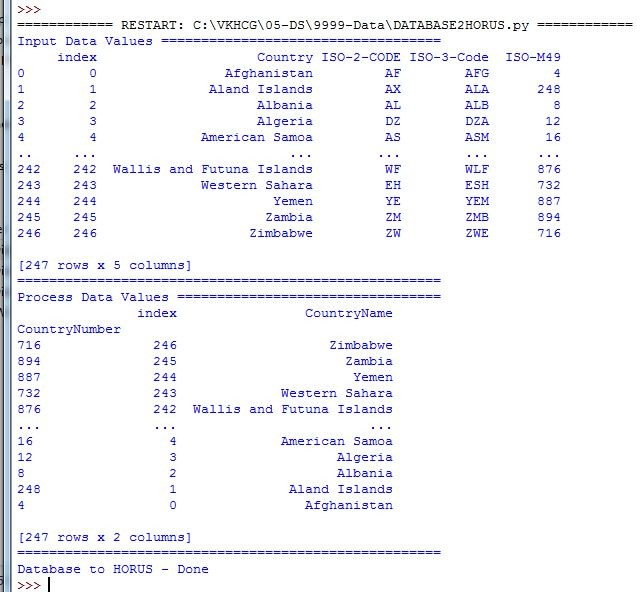 >>>
============ RESTART: C:\VKHCG\05-DS\9999-Data\DATABASE2HORUS.py ============
Input Data Values ===================================
     index                    Country ISO-2-CODE ISO-3-Code  ISO-M49
0        0                Afghanistan         AF        AFG        4
1        1              Aland Islands         AX        ALA      248
2        2                    Albania         AL        ALB        8
3        3                    Algeria         DZ        DZA       12
4        4             American Samoa         AS        ASM       16
..     ...                        ...        ...        ...      ...
242    242  Wallis and Futuna Islands         WF        WLF      876
243    243             Western Sahara         EH        ESH      732
244    244                      Yemen         YE        YEM      887
245    245                     Zambia         ZM        ZMB      894
246    246                   Zimbabwe         ZW        ZWE      716

[247 rows x 5 columns]
=====================================================
Process Data Values =================================
               index                CountryName
CountryNumber
716              246                   Zimbabwe
894              245                     Zambia
887              244                      Yemen
732              243             Western Sahara
876              242  Wallis and Futuna Islands
...              ...                        ...
16                 4             American Samoa
12                 3                    Algeria
8                  2                    Albania
248                1              Aland Islands
4                  0                Afghanistan

[247 rows x 2 columns]
=====================================================
Database to HORUS - Done
>>>